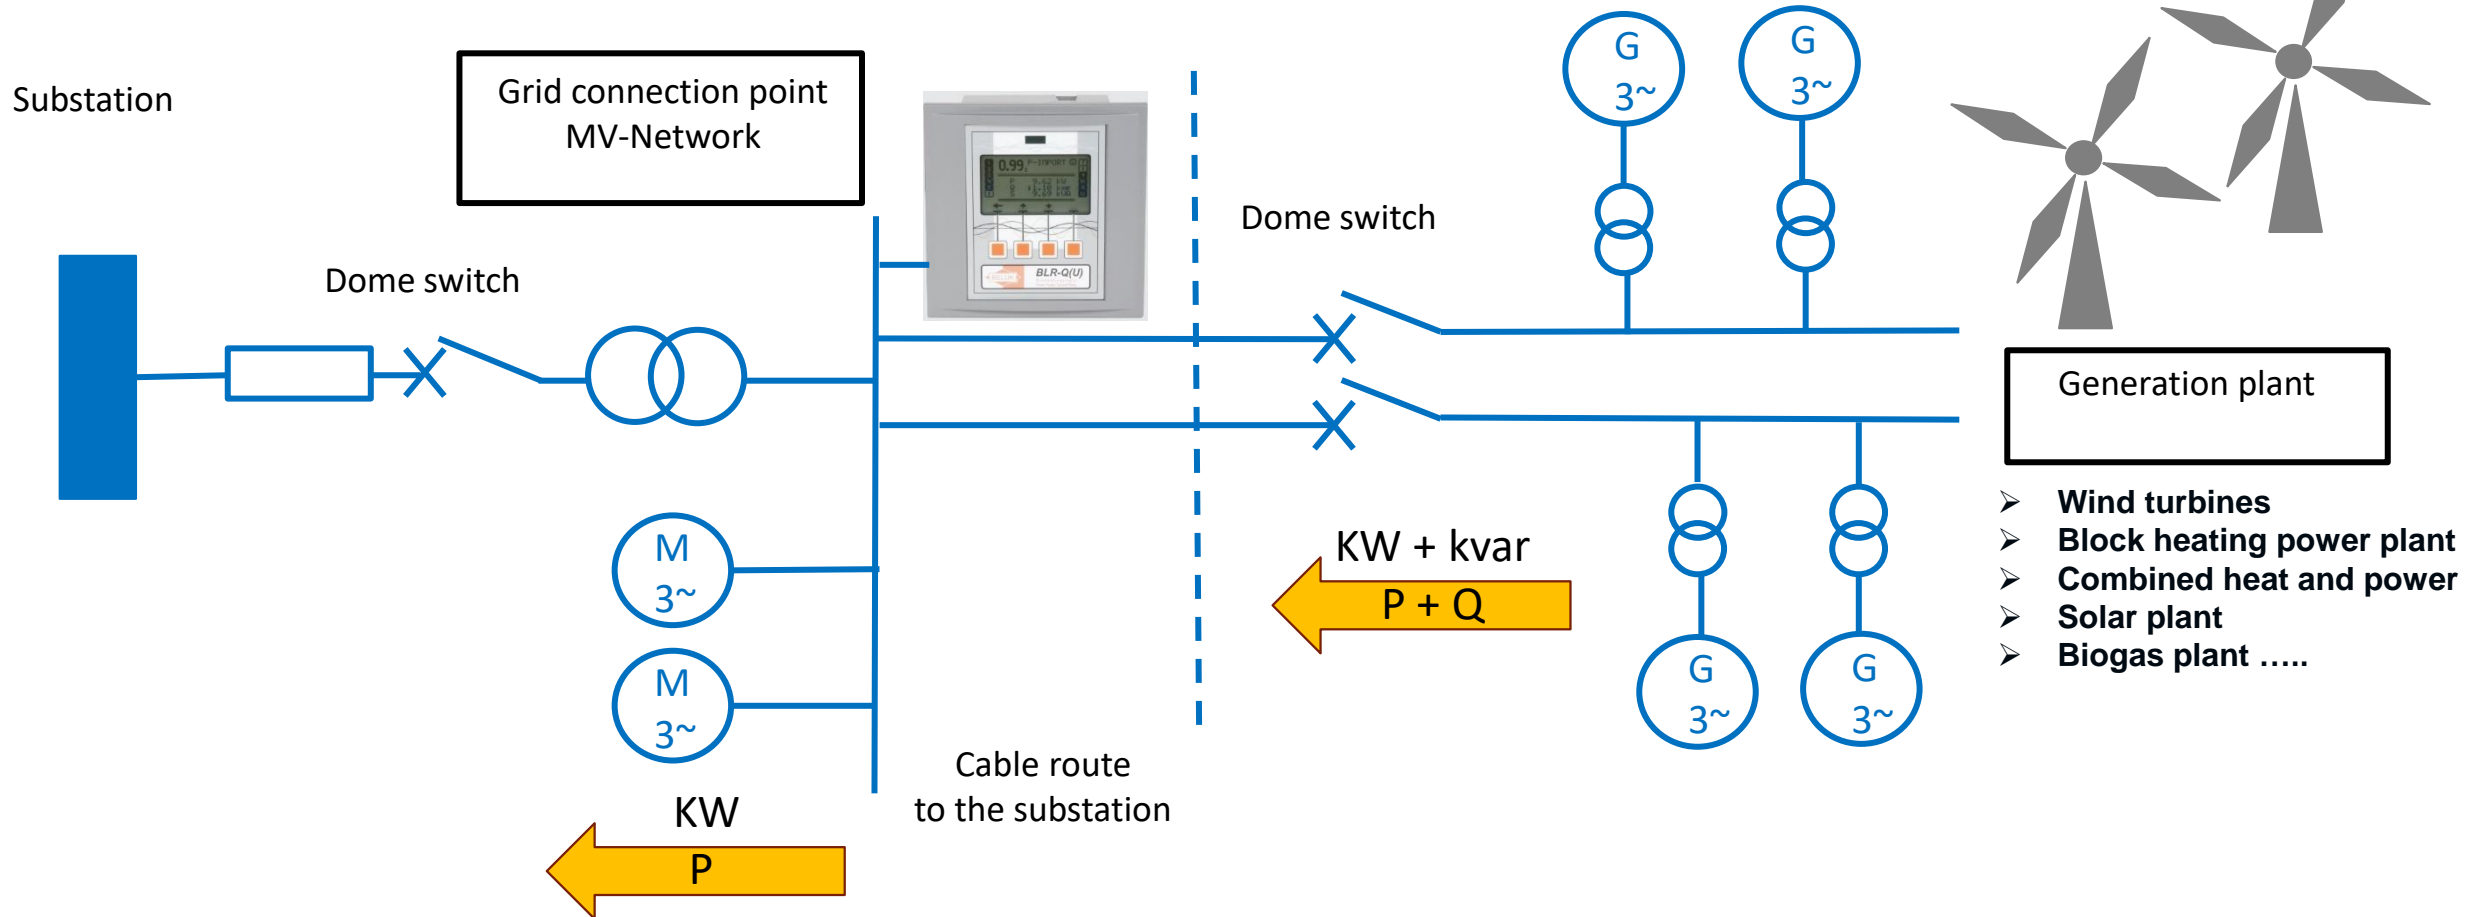 Substation
Grid connection point
MV-Network
Dome switch
0.99
P-IMPORT
BLR-Q(U)
Dome switch
G
3~
G
3~
Generation plant
➢ Wind turbines
➢ Block heating power plant
➢ Combined heat and power
➢ Solar plant
➢ Biogas plant …..
M
3~
M
3~
KW + kvar
P + Q
G
3~
G
3~
Cable route
to the substation
KW
P